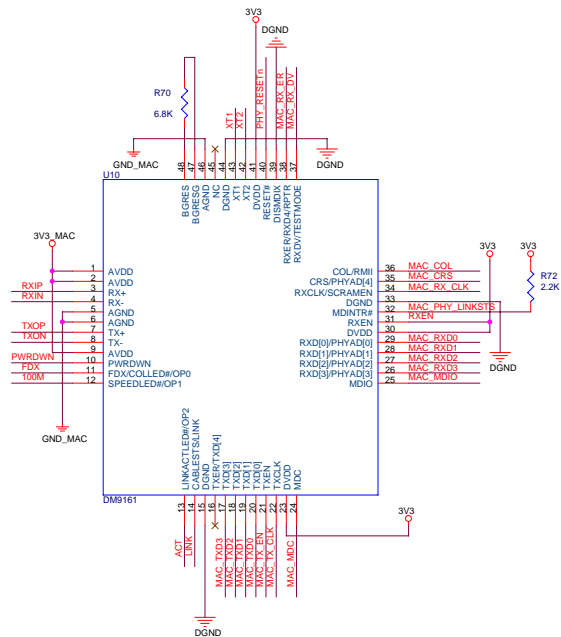 3V3
DGND
R70
6.8K
XT1
XT2
PHY_RESETn
MAC_RX_ER
MAC_RX_DV
GND_MAC
DGND
U10
48
47
46
45
44
43
42
41
40
39
38
37
BGRES
BGRESG
AGND
NC
DGND
XT1
XT2
DVDD
RESET#
DISMDIX
RXER/RXD4/RPTR
RXDV/TESTMODE
3V3_MAC
1 AVDD
2 AVDD
RXIP 3 RX+
RXIN 4 RX-
5 AGND
6 AGND
TXOP 7 TX+
TXON 8 TX-
9 AVDD
PWRDWN 10 PWRDWN
FDX 11 FDX/COLLED#/OP0
100M 12 SPEEDLED#/OP1
GND_MAC
3V3
3V3
R72
2.2K
COL/RMII 36 MAC_COL
CRS/PHYAD[4] 35 MAC_CRS
RXCLK/SCRAMEN 34 MAC_RX_CLK
DGND 33
MDINTR# 32 MAC_PHY_LINKSTS
RXEN 31 RXEN
DVDD 30
RXD[0]/PHYAD[0] 29 MAC_RXD0
RXD[1]/PHYAD[1] 28 MAC_RXD1
RXD[2]/PHYAD[2] 27 MAC_RXD2
RXD[3]/PHYAD[3] 26 MAC_RXD3
MDIO 25 MAC_MDIO
DGND
LINKACTLED#/OP2
CABLESTS/LINK
DGND
TXER/TXD[4]
TXD[3]
TXD[2]
TXD[1]
TXD[0]
TXEN
TXCLK
DVDD
MDC
DM9161
13
14
15
16
17
18
19
20
21
22
23
24
3V3
ACT
LINK
MAC_TXD3
MAC_TXD2
MAC_TXD1
MAC_TXD0
MAC_TX_EN
MAC_TX_CLK
MAC_MDC
DGND